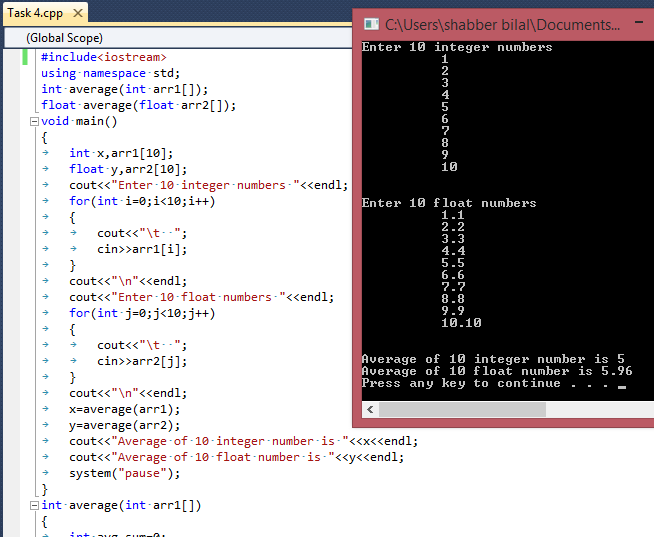 Task 4.cpp
(Global Scope)
#include<iostream>
using namespace std;
int average(int arr1[]);
float average(float arr2[]);
void main()
{
int x,arr1[10];
float y,arr2[10];
cout<<"Enter 10 integer numbers "<<endl;
for(int i=0;i<10;i++)
{
cout<<"\t  ";
cin>>arr1[i];
}
cout<<"\n"<<endl;
cout<<"Enter 10 float numbers "<<endl;
for(int j=0;j<10;j++)
{
cout<<"\t  ";
cin>>arr2[j];
}
cout<<"\n"<<endl;
x=average(arr1);
y=average(arr2);
cout<<"Average of 10 integer number is "<<x<<endl;
cout<<"Average of 10 float number is "<<y<<endl;
system("pause");
}
int average(int arr1[])
{
int avg,sum=0;
C:\Users\shabber bilal\Documents...
Enter 10 integer numbers
1
2
3
4
5
6
7
8
9
10
Enter 10 float numbers
1.1
2.2
3.3
4.4
5.5
6.6
7.7
8.8
9.9
10.10
Average of 10 integer number is 5
Average of 10 float number is 5.96
Press any key to continue . . . _